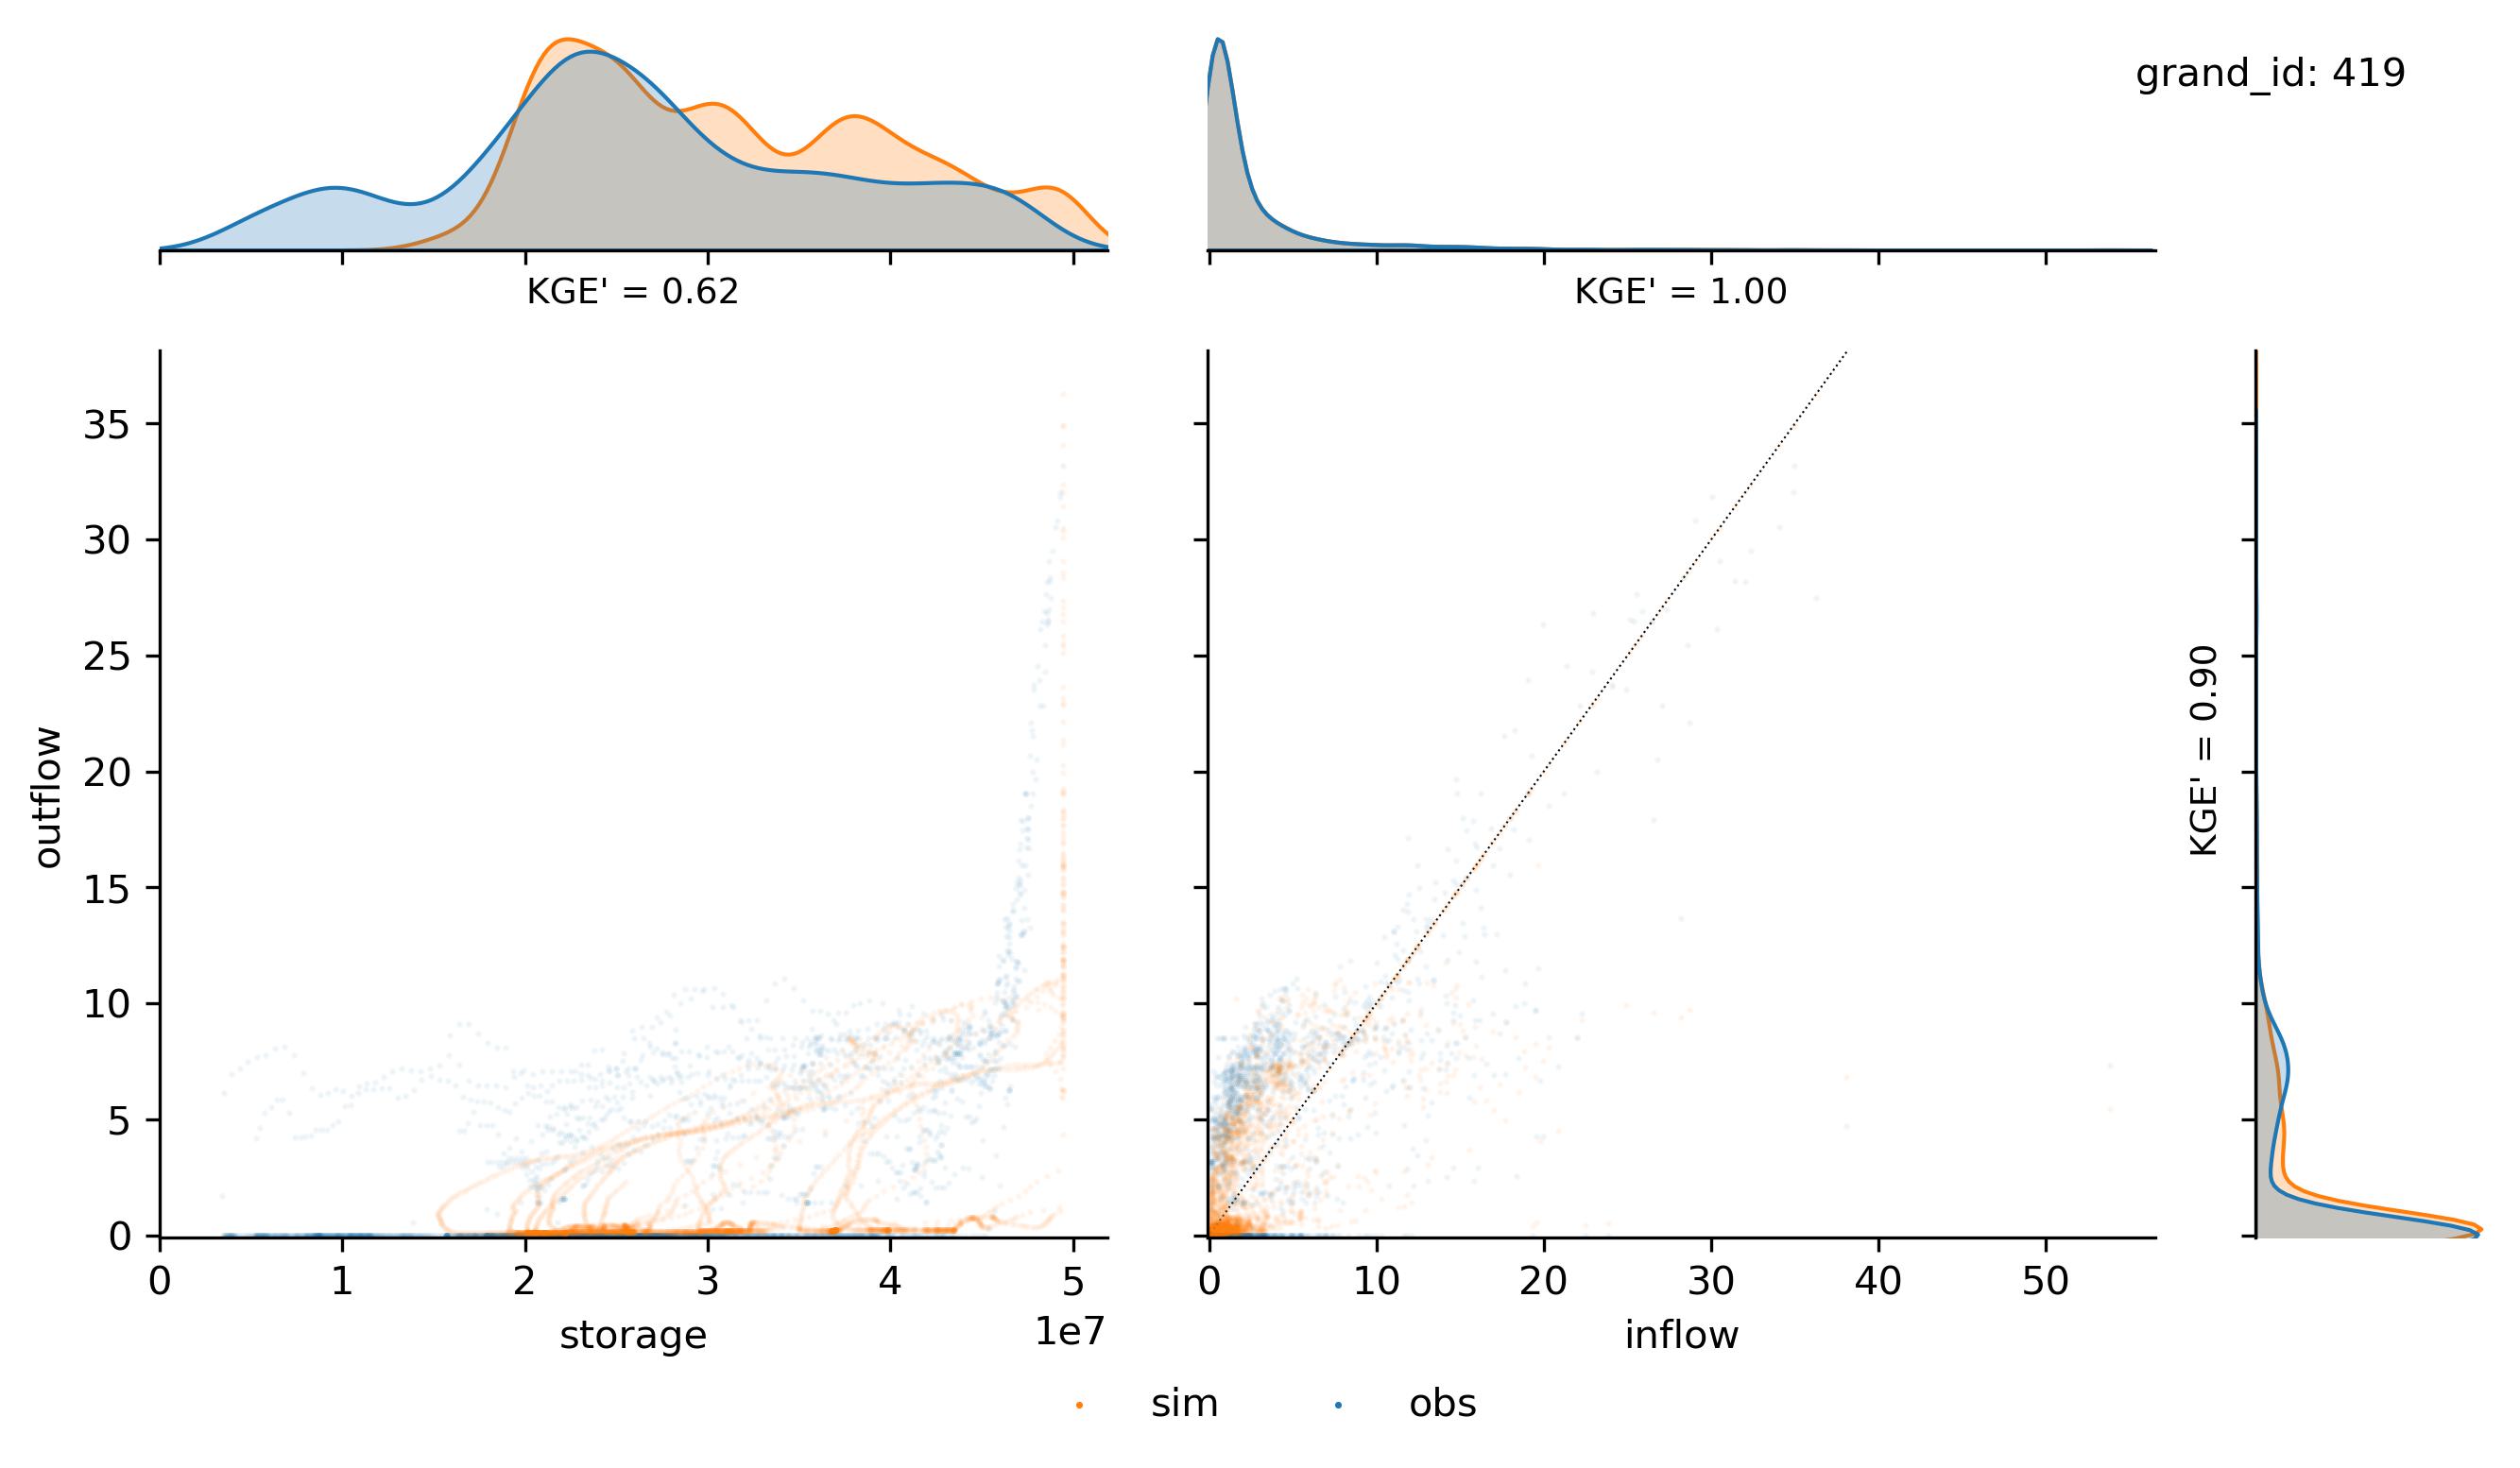 grand_id: 419
KGE' = 0.62
KGE' = 1.00
35
30
25
20
15
10
5
0
outflow
KGE' = 0.90
0 1 2 3 4 5
1e7
storage
0 10 20 30 40 50
inflow
sim obs